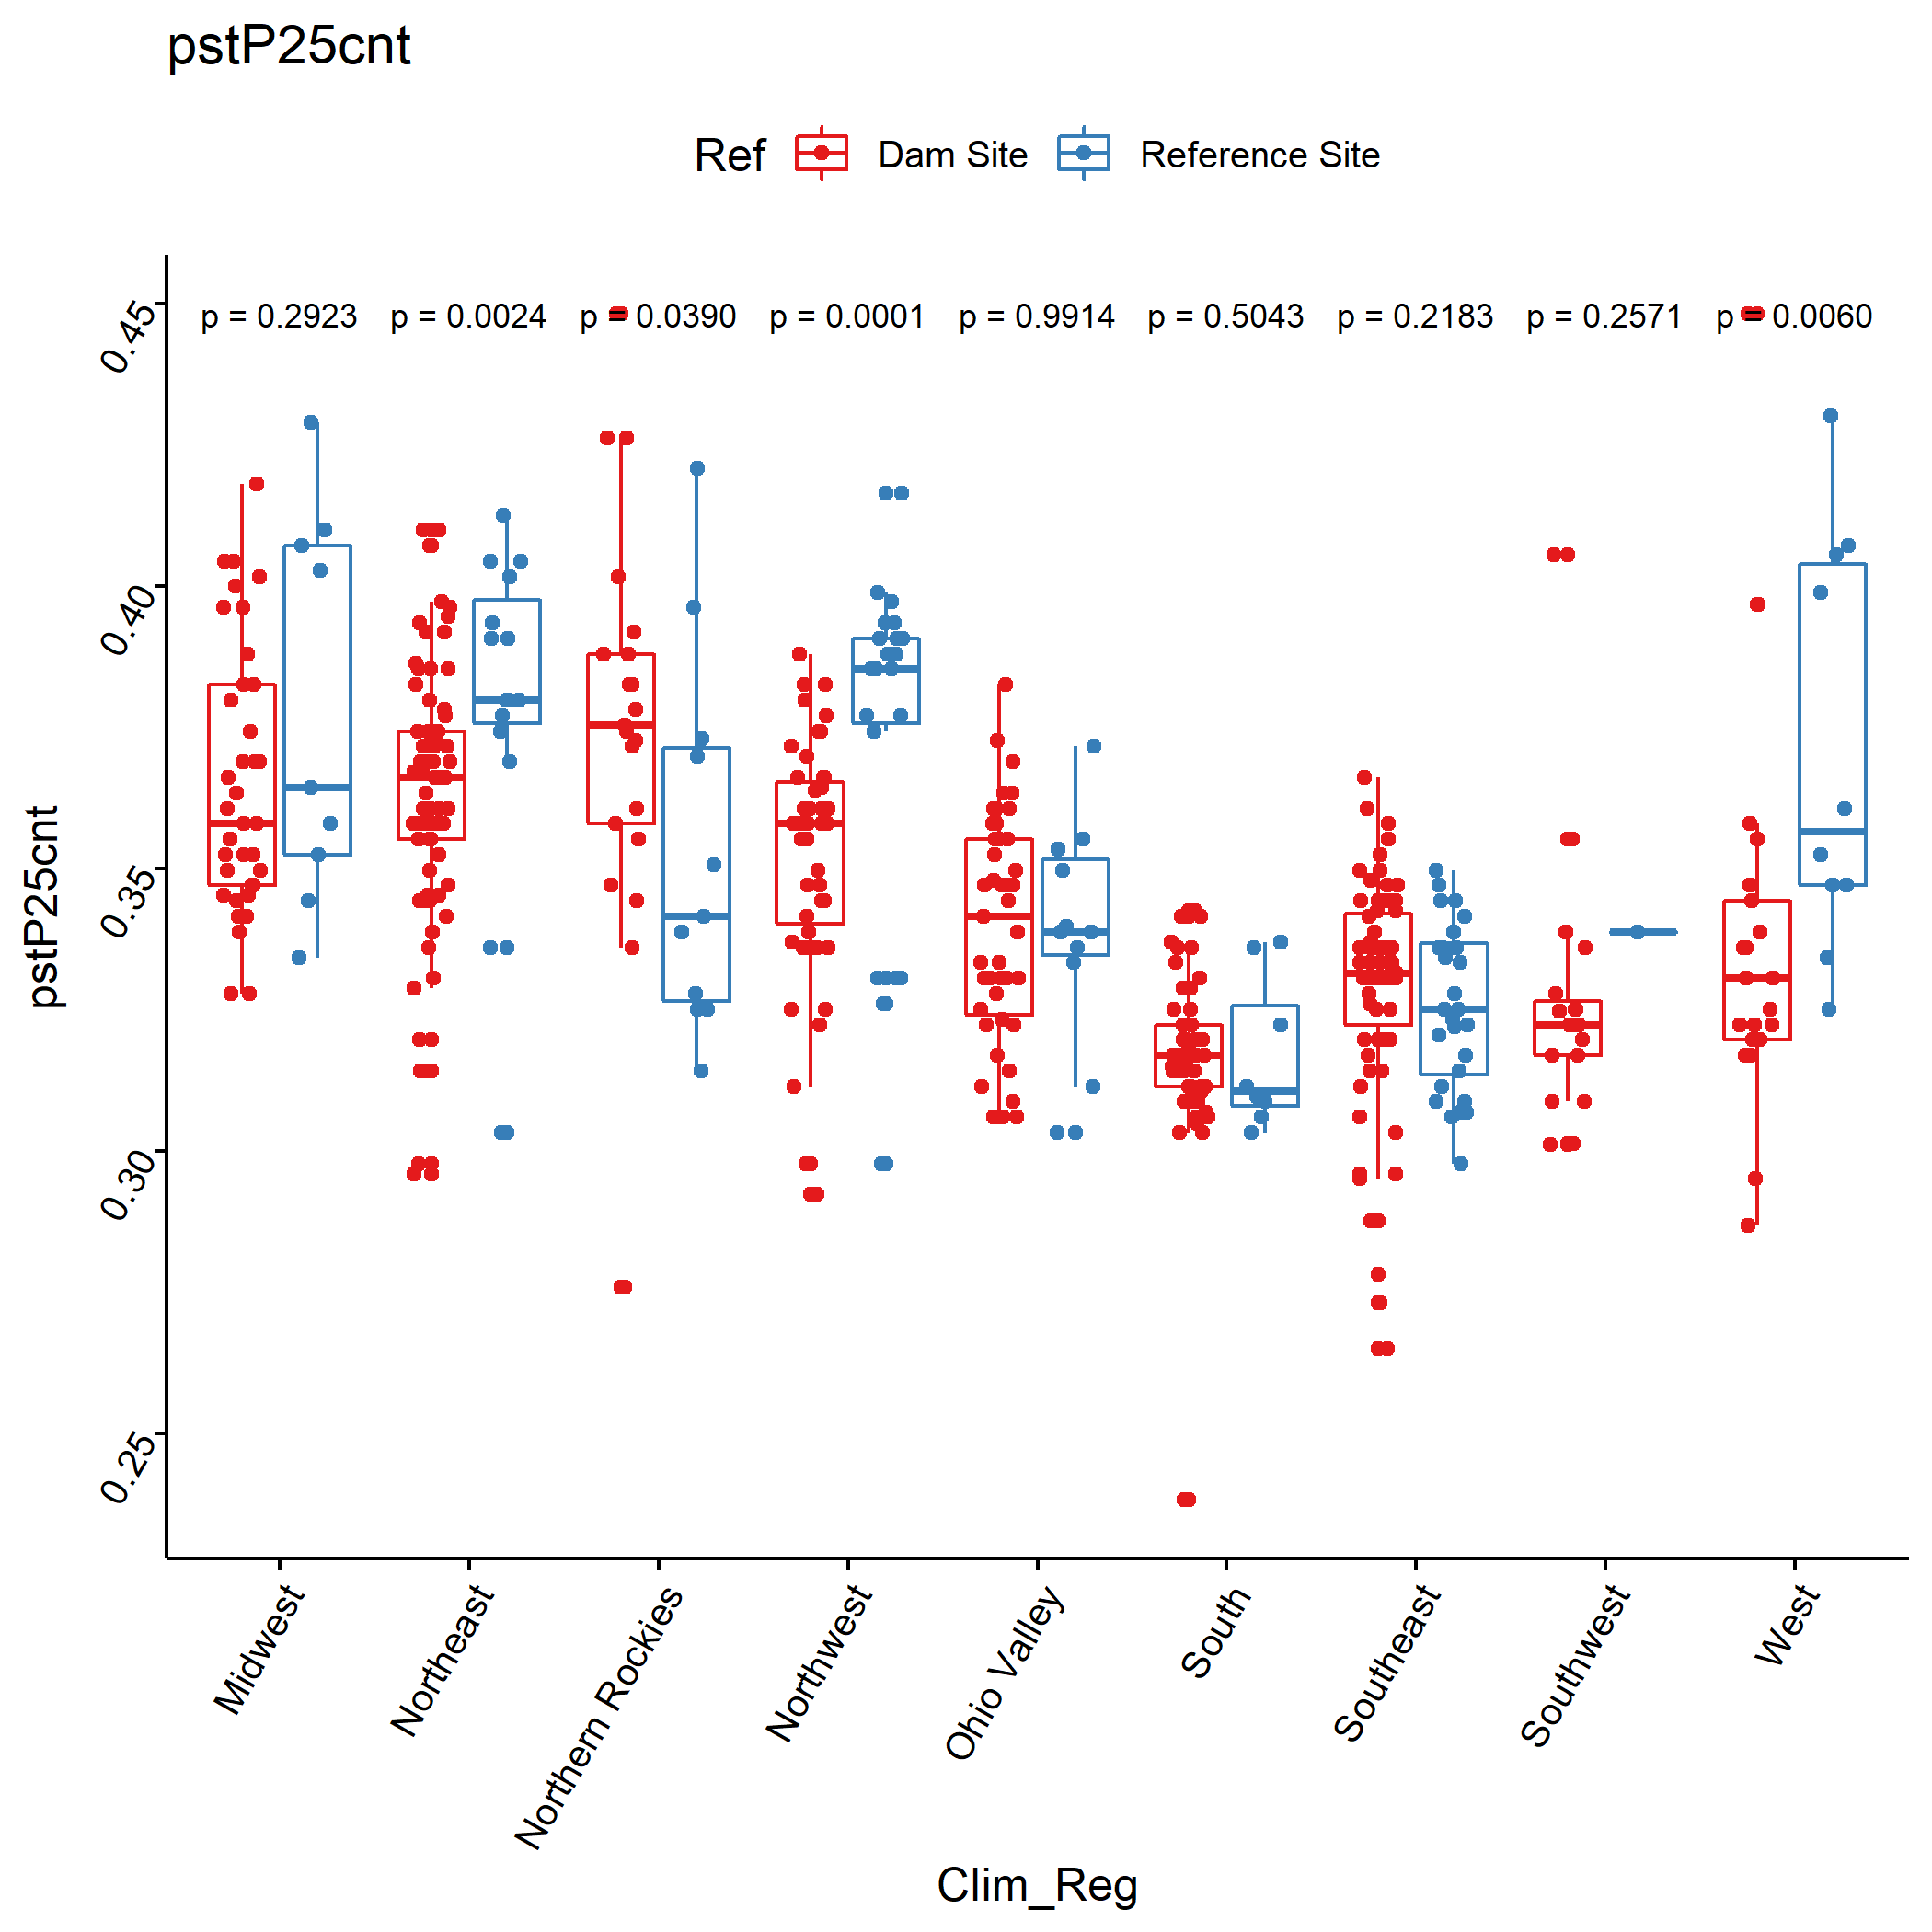 pstP25cnt
Ref Dam Site Reference Site
p = 0.2923 p = 0.0024 p = 0.0390 p = 0.0001 p = 0.9914 p = 0.5043 p = 0.2183 p = 0.2571 p = 0.0060
0.45
0.40
0.35
0.30
0.25
pstP25cnt
Midwest Northeast Northern Rockies Northwest Ohio Valley South Southeast Southwest West
Clim_Reg